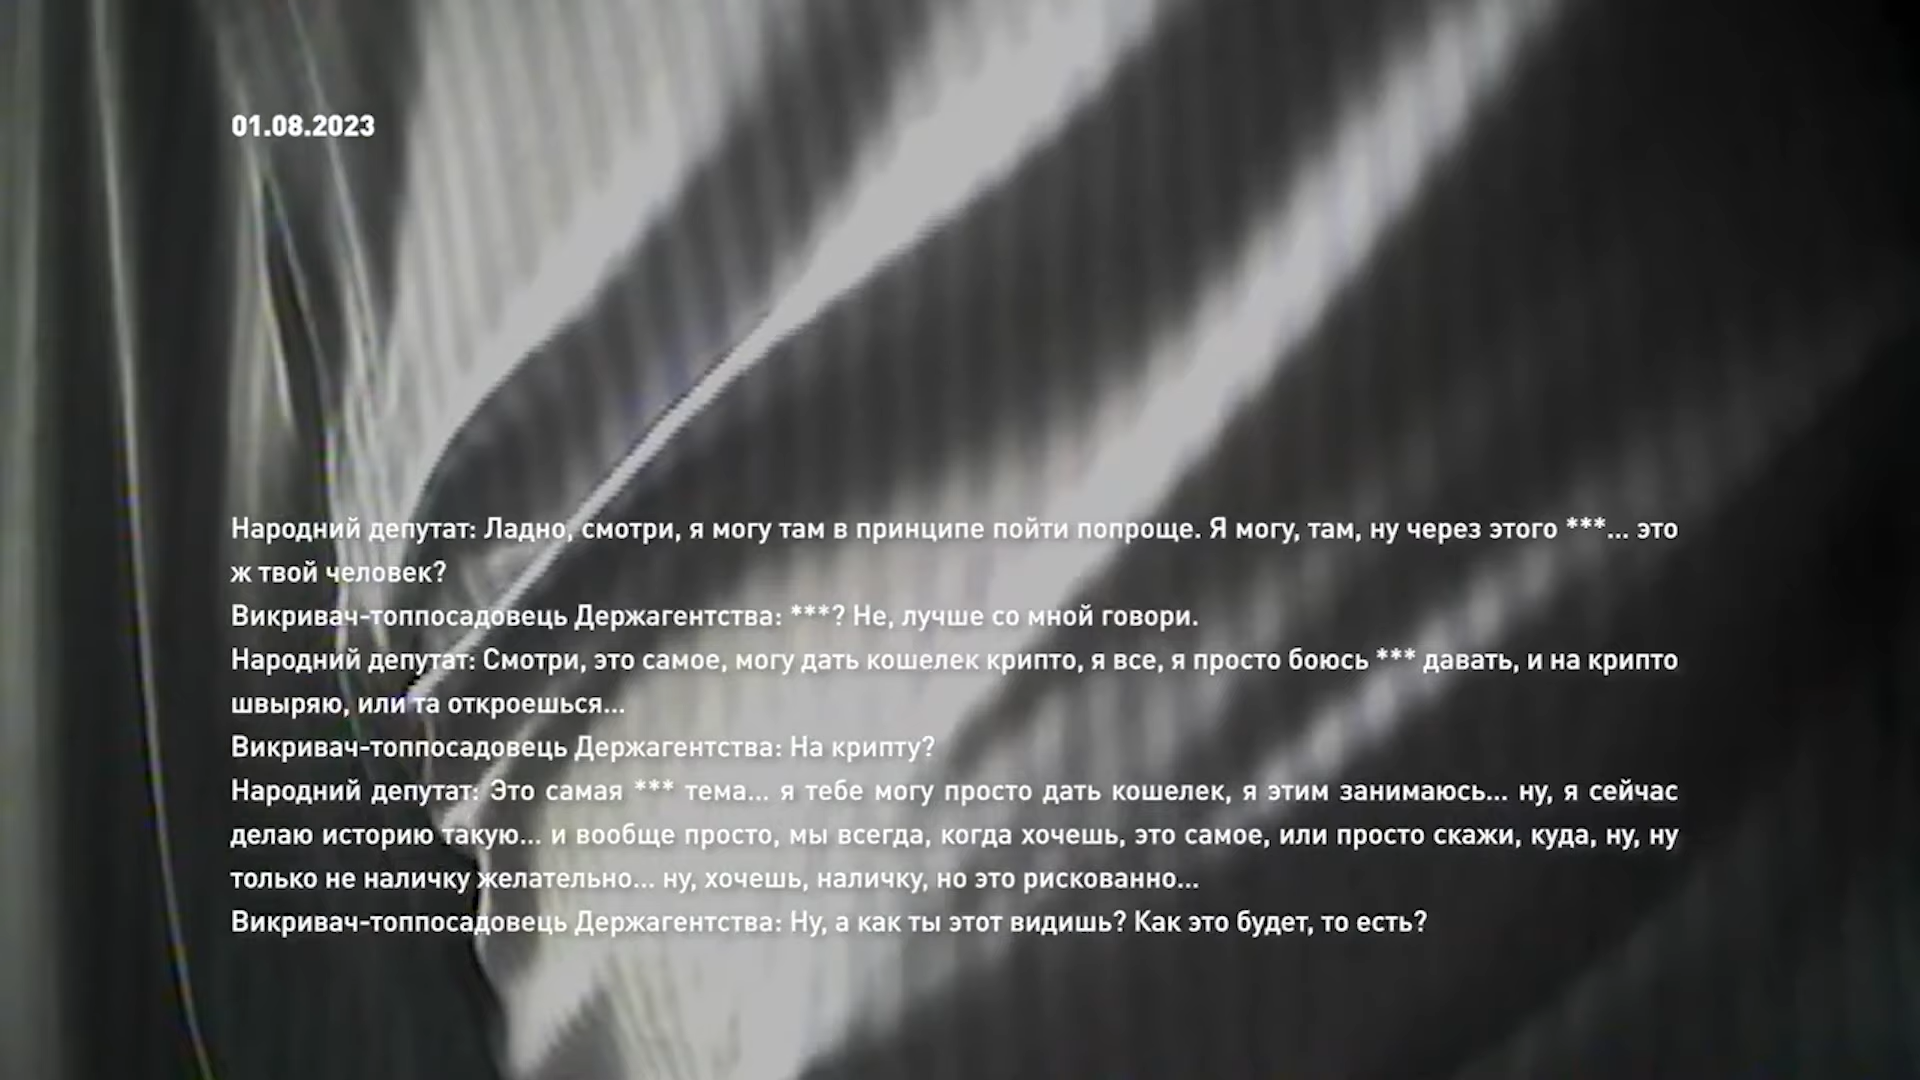 01.08.2023
Народний депутат: Ладно, смотри, я могу там в принципе пойти попроще. Я могу, там, ну через этого ***... это
ж твой человек?
Викривач-топпосадовець Держагентства: ***? Не, лучше со мной говори.
Народний депутат: Смотри, это самое, могу дать кошелек крипто, я все, я просто боюсь *** давать, и на крипто
швыряю, или та откроешься...
Викривач-топпосадовець Держагентства: На крипту?
Народний депутат: Это самая *** тема... я тебе могу просто дать кошелек, я этим занимаюсь... ну, я сейчас
делаю историю такую... и вообще просто, мы всегда, когда хочешь, это самое, или просто скажи, куда, ну, ну
только не наличку желательно... ну, хочешь, наличку, но это рискованно...
Викривач-топпосадовець Держагентства: Ну, а как ты этот видишь? Как это будет, то есть?